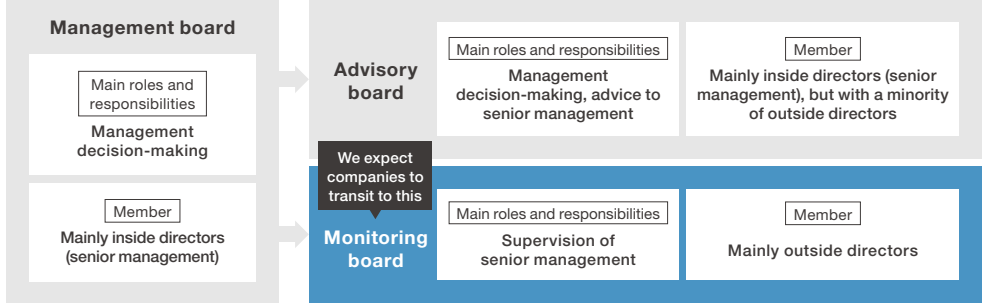 Management board
Main roles and
responsibilities
Management
decision-making
Member
Mainly inside directors
(senior management)
Advisory
board
Main roles and responsibilities
Management
decision-making, advice to
senior management
Member
Mainly inside directors (senior
management), but with a minority
of outside directors
We expect
companies to
transit to this
Monitoring
board
Main roles and responsibilities
Supervision of
senior management
Member
Mainly outside directors